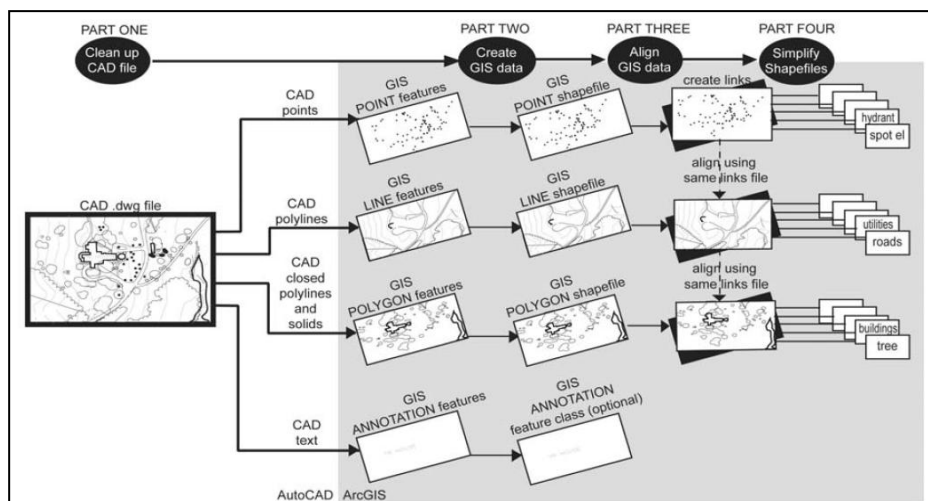 PART ONE
Clean up
CAD file
PART TWO
Create
GIS data
PART THREE
Align
GIS data
PART FOUR
Simplify
Shapefiles
CAD
points
GIS
POINT features
GIS
POINT shapefile
create links
hydrant
spot el
align using
same links file
CAD .dwg file
CAD
polylines
GIS
LINE features
GIS
LINE shapefile
utilities
roads
align using
same links file
CAD
closed
polylines
and
solids
GIS
POLYGON features
GIS
POLYGON shapefile
buildings
tree
CAD
text
GIS
ANNOTATION features
GIS
ANNOTATION
feature class (optional)
AutoCAD
ArcGIS